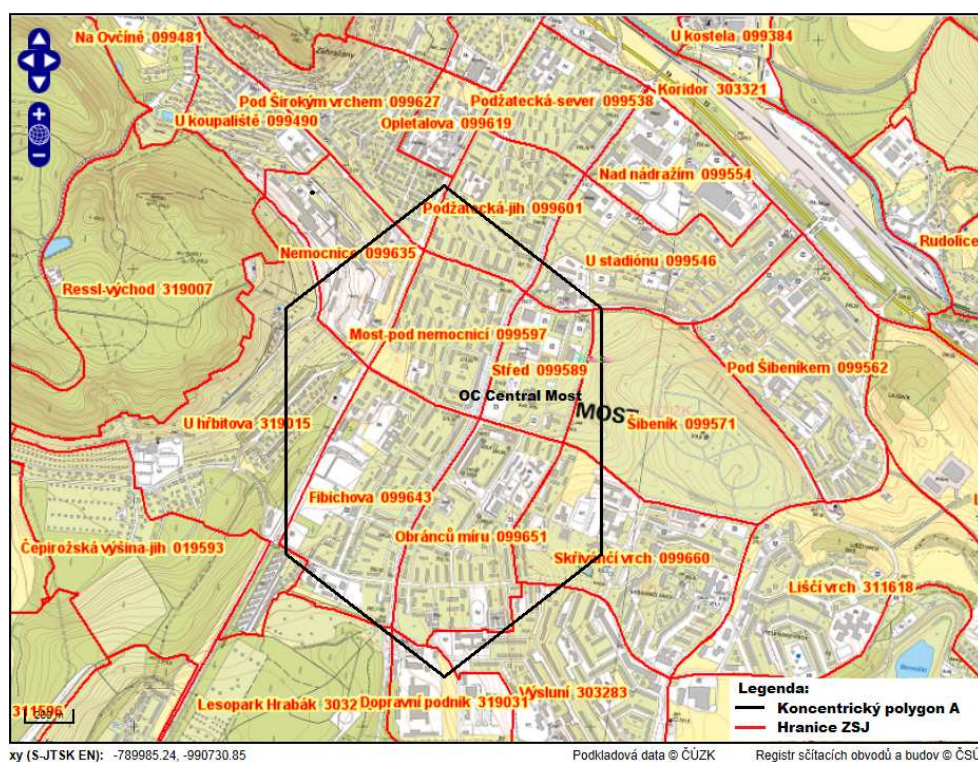 Na Ovčíně 099481
U kostela 099384
Koridor 303321
Pod Širokým vrchem 099627
Podžatecká-sever 099538
U koupaliště 099490
Opletalova 099619
Zahražany
Nad nádražím 099554
Podžatecká-jih 099601
Rudolice
Nemocnice 099635
U stadiónu 099546
Ressl-východ 319007
Most-pod nemocnicí 099597
Střed 099589
Pod Šibeníkem 099562
OC Central Most
MOST
U hřbitova 319015
Šibeník 099571
Fibichova 099643
Obránců míru 099651
Čepirožská výšina-jih 019593
Skřivánčí vrch 099660
Liščí vrch 311618
Výsluní 303283
Lesopark Hrabák 3032
Dopravní podnik 319031
311596
200 m
Legenda:
Koncentrický polygon A
Hranice ZSJ
xy (S-JTSK EN): -789985.24, -990730.85
Podkladová data © ČÚZK
Registr sčítacích obvodů a budov © ČSÚ